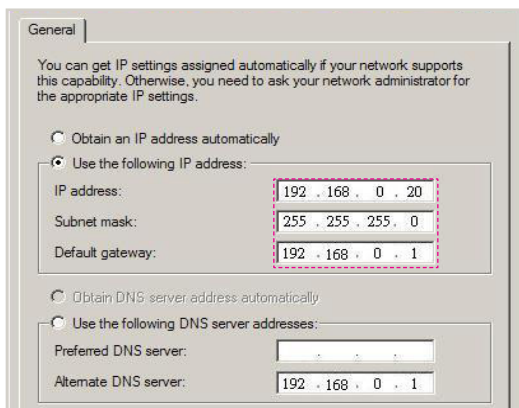 General
You can get IP settings assigned automatically if your network supports
this capability. Otherwise, you need to ask your network administrator for
the appropriate IP settings.
Obtain an IP address automatically
Use the following IP address:
IP address: 192 . 168 . 0 . 20
Subnet mask: 255 . 255 . 255 . 0
Default gateway: 192 . 168 . 0 . 1
Obtain DNS server address automatically
Use the following DNS server addresses:
Preferred DNS server: . . .
Alternate DNS server: 192 . 168 . 0 . 1